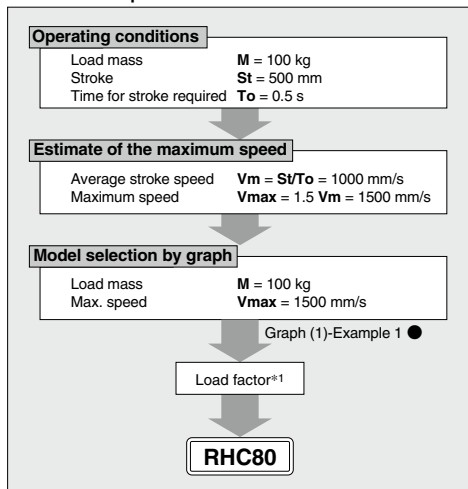 Operating conditions
Load mass M = 100 kg
Stroke St = 500 mm
Time for stroke required To = 0.5 s
Estimate of the maximum speed
Average stroke speed Vm = St/To = 1000 mm/s
Maximum speed Vmax = 1.5 Vm = 1500 mm/s
Model selection by graph
Load mass M = 100 kg
Max. speed Vmax = 1500 mm/s
Graph (1)-Example 1 ●
Load factor*1
RHC80